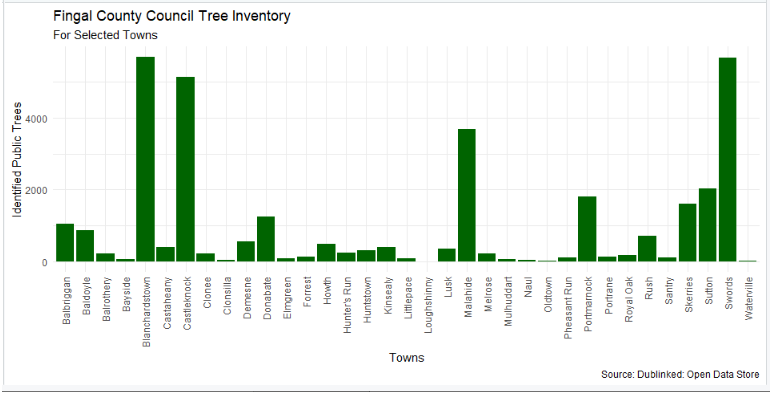 Fingal County Council Tree Inventory
For Selected Towns
Identified Public Trees
4000
2000
0
Balbriggan
Baldoyle
Balrothery
Bayside
Blanchardstown
Castaheany
Castleknock
Clonee
Clonsilla
Demesne
Donabate
Elmgreen
Forrest
Howth
Hunter's Run
Huntstown
Kinsealy
Littlepace
Loughshinny
Lusk
Malahide
Melrose
Mulhuddart
Naul
Oldtown
Pheasant Run
Portmarnock
Portrane
Royal Oak
Rush
Santry
Skerries
Sutton
Swords
Waterville
Towns
Source: Dublinked: Open Data Store